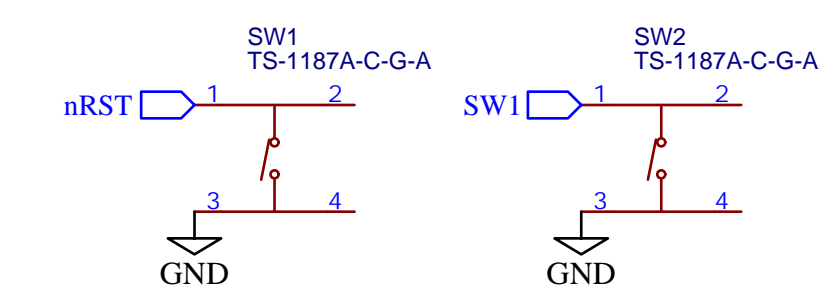 SW1
TS-1187A-C-G-A
nRST
1
2
3
4
GND
SW2
TS-1187A-C-G-A
SW1
1
2
3
4
GND